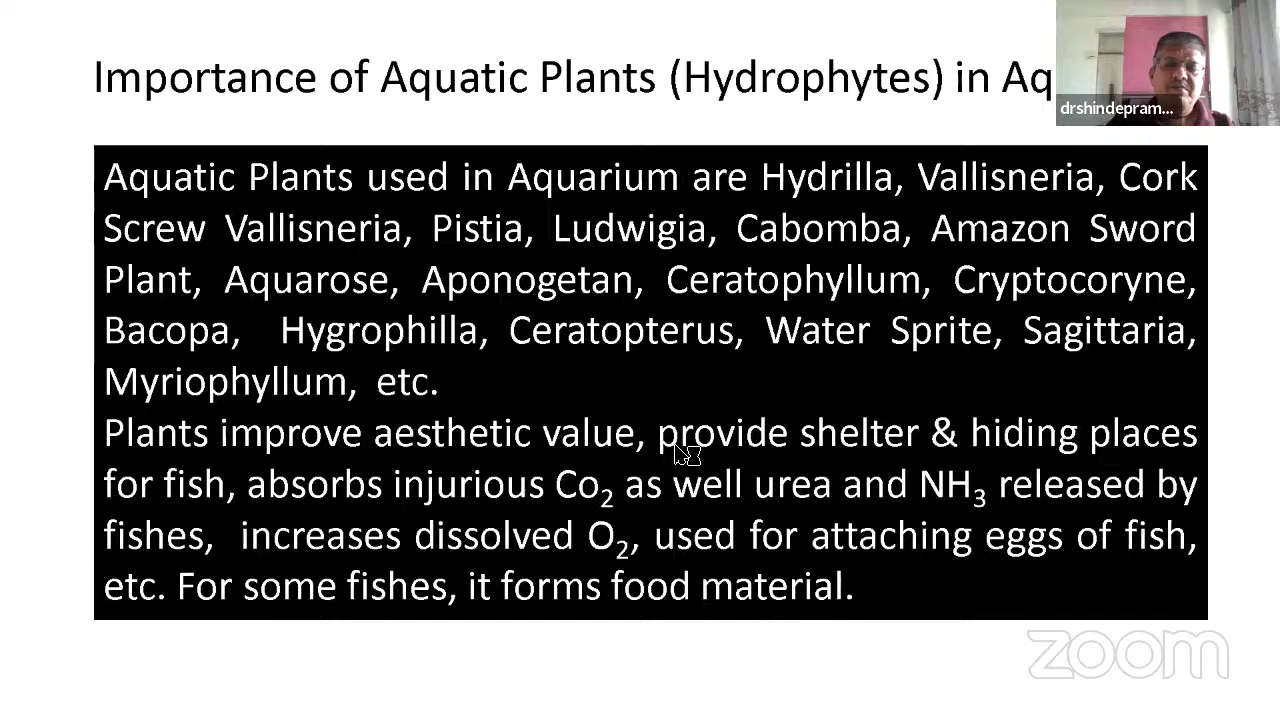 Importance of Aquatic Plants (Hydrophytes) in Aq
drshindepram...
Aquatic Plants used in Aquarium are Hydrilla, Vallisneria, Cork
Screw Vallisneria, Pistia, Ludwigia, Cabomba, Amazon Sword
Plant, Aquarose, Aponogetan, Ceratophyllum, Cryptocoryne,
Bacopa, Hygrophilla, Ceratopterus, Water Sprite, Sagittaria,
Myriophyllum, etc.
Plants improve aesthetic value, provide shelter & hiding places
for fish, absorbs injurious Co₂ as well urea and NH₃ released by
fishes, increases dissolved O₂, used for attaching eggs of fish,
etc. For some fishes, it forms food material.
zoom